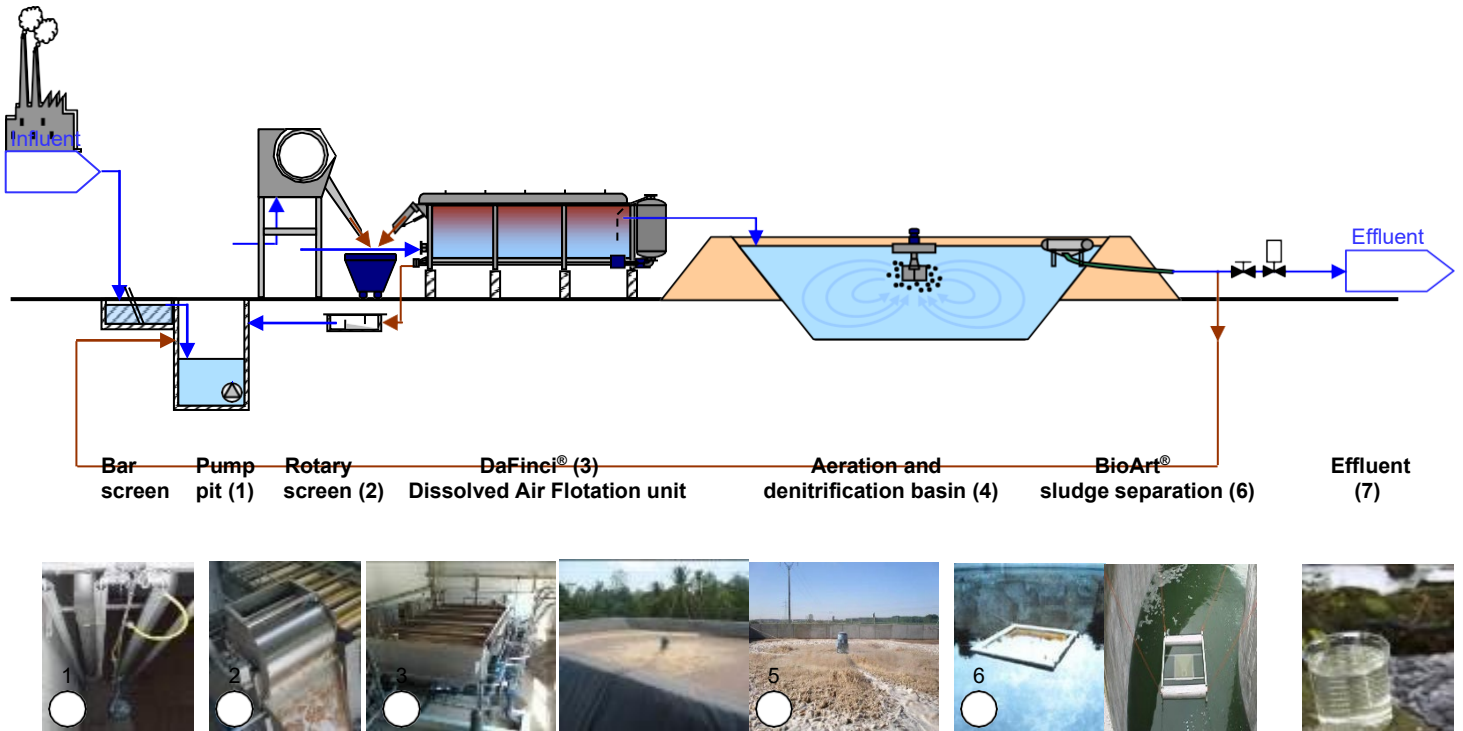 Influent
Effluent
Bar
screen
Pump
pit (1)
Rotary
screen (2)
DaFinci® (3)
Dissolved Air Flotation unit
Aeration and
denitrification basin (4)
BioArt®
sludge separation (6)
Effluent
(7)
1
2
3
5
6